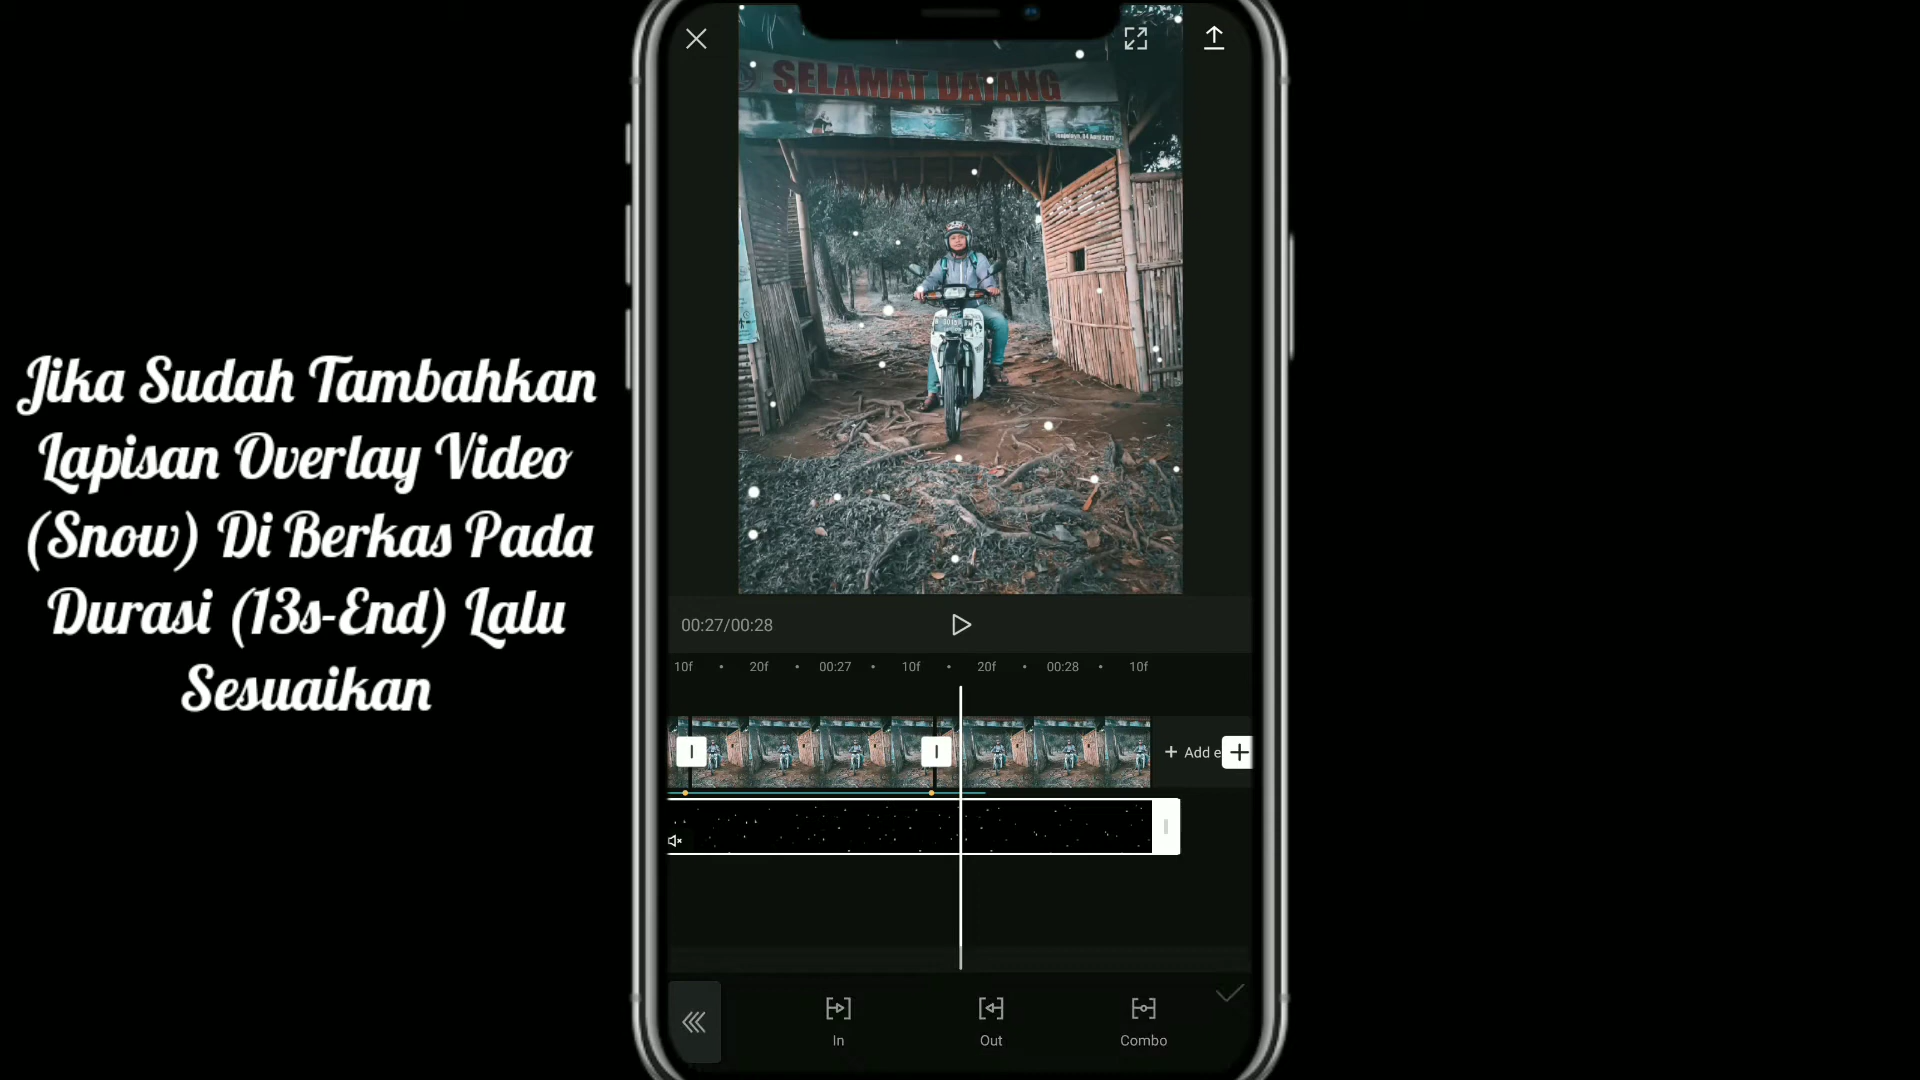 Jika Sudah Tambahkan
Lapisan Overlay Video
(Snow) Di Berkas Pada
Durasi (13s-End) Lalu
Sesuaikan
SELAMAT DATANG
00:27/00:28
10f 20f 00:27 10f 20f 00:28 10f
+ Add e
In Out Combo